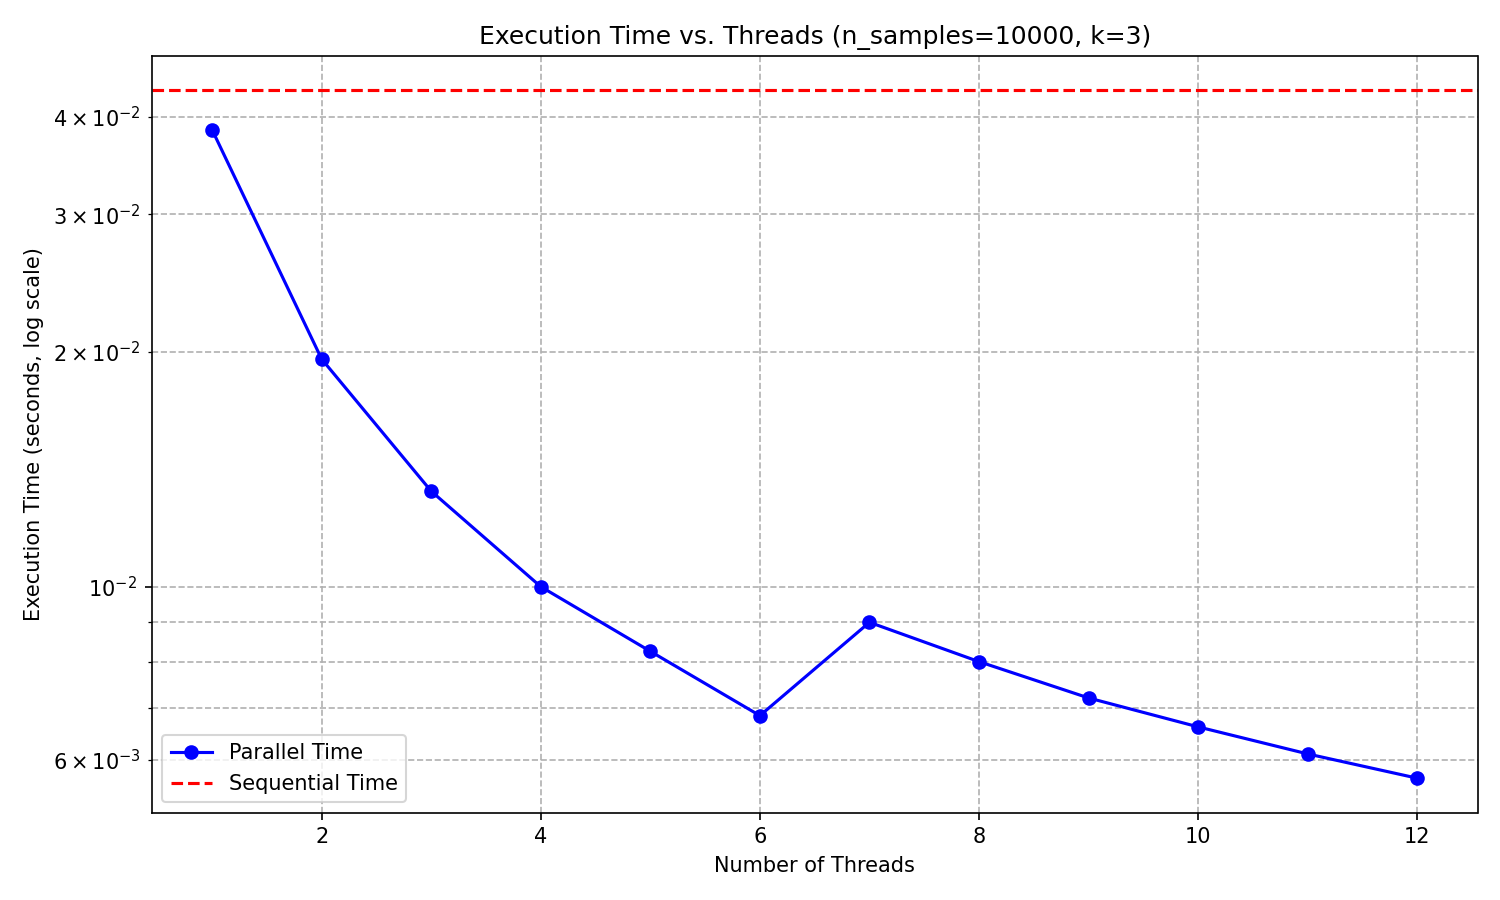 Execution Time vs. Threads (n_samples=10000, k=3)
Execution Time (seconds, log scale)
4 × 10⁻²
3 × 10⁻²
2 × 10⁻²
10⁻²
6 × 10⁻³
Parallel Time
Sequential Time
2 4 6 8 10 12
Number of Threads